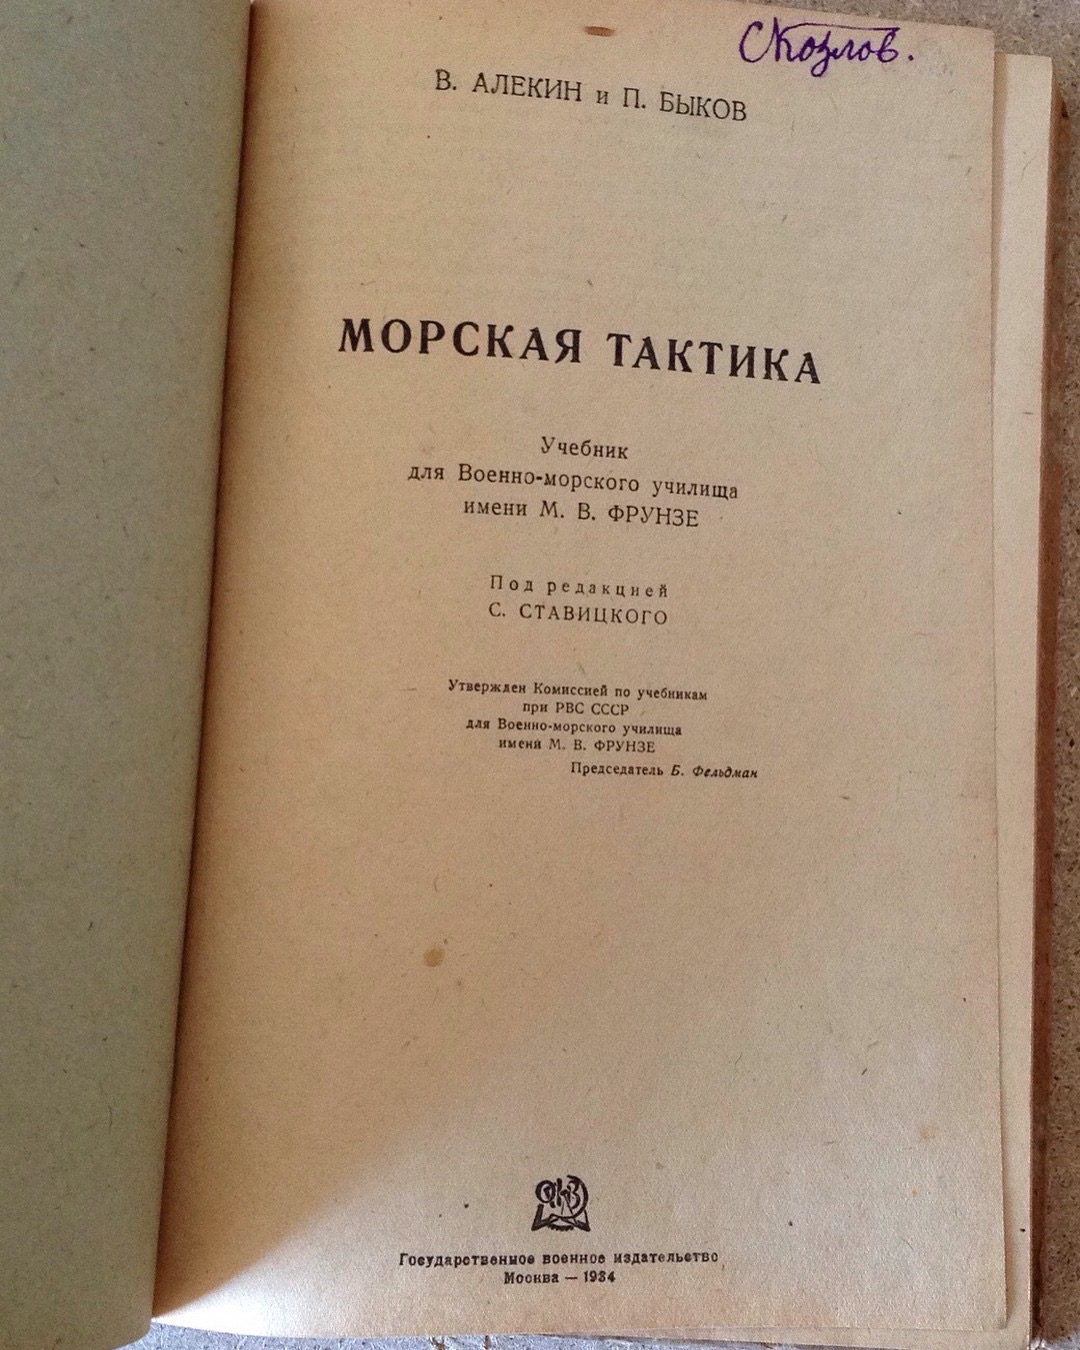 СКозлов.
В. АЛЕКИН и П. БЫКОВ
МОРСКАЯ ТАКТИКА
Учебник
для Военно-морского училища
имени М. В. ФРУНЗЕ
Под редакцией
С. СТАВИЦКОГО
Утвержден Комиссией по учебникам
при РВС СССР
для Военно-морского училища
имени М. В. ФРУНЗЕ
Председатель Б. Фельдман
Государственное военное издательство
Москва — 1934